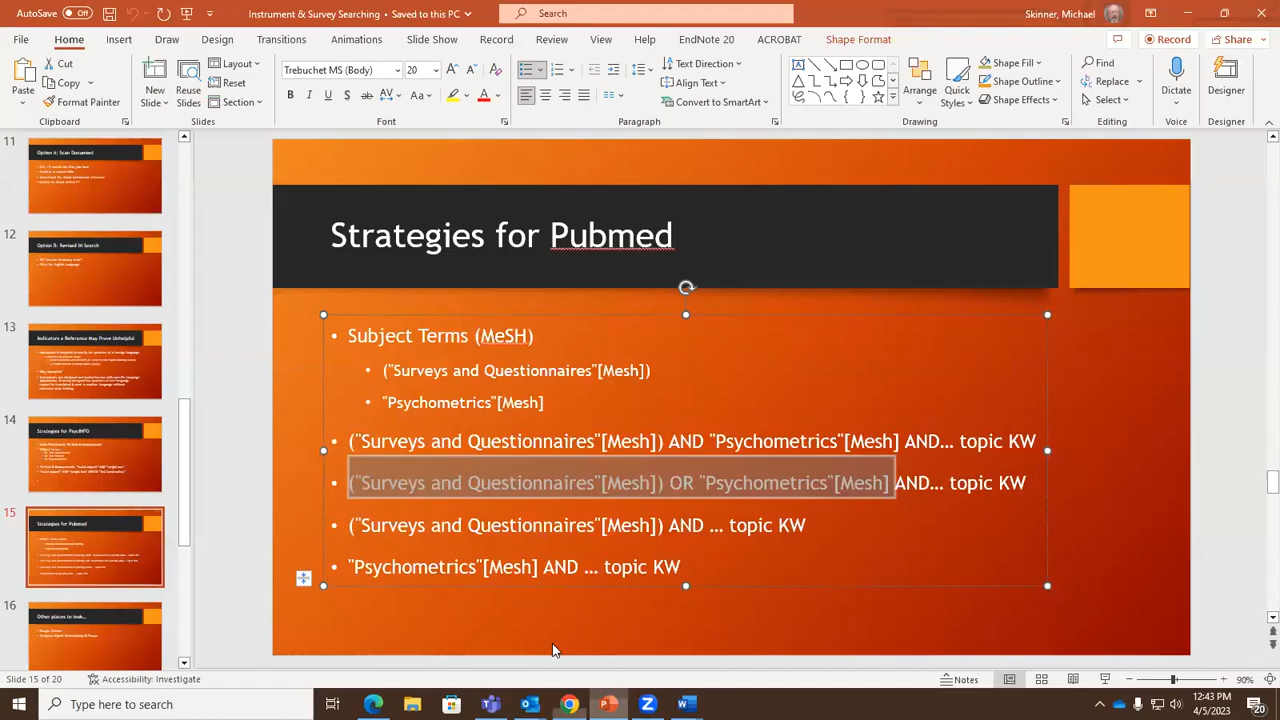 AutoSave Off Instrument & Survey Searching • Saved to this PC Search Skinner, Michael
File Home Insert Draw Design Transitions Animations Slide Show Record Review View Help EndNote 20 ACROBAT Shape Format Record Share
Paste Cut Copy Format Painter
New Slide Reuse Slides Layout Reset Section
Trebuchet MS (Body) 20
Text Direction Align Text Convert to SmartArt
Arrange Quick Styles Shape Fill Shape Outline Shape Effects
Find Replace Select
Dictate Designer
Clipboard Slides Font Paragraph Drawing Editing Voice Designer
11
Option A: Scan Document
12
13
Indicators a Reference May Prove Unhelpful
14
Strategies for PsycINFO
15
Strategies for Pubmed
16
Other places to look...
Strategies for Pubmed
• Subject Terms (MeSH)
• ("Surveys and Questionnaires"[Mesh])
• "Psychometrics"[Mesh]
• ("Surveys and Questionnaires"[Mesh]) AND "Psychometrics"[Mesh] AND… topic KW
• ("Surveys and Questionnaires"[Mesh]) OR "Psychometrics"[Mesh] AND… topic KW
• ("Surveys and Questionnaires"[Mesh]) AND … topic KW
• "Psychometrics"[Mesh] AND … topic KW
Slide 15 of 20 Accessibility: Investigate Notes 90%
Type here to search
12:43 PM
4/5/2023